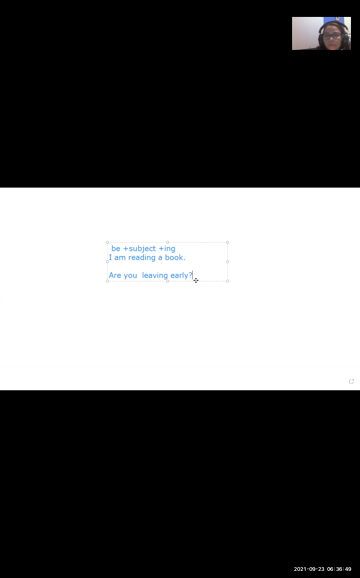 be +subject +ing
I am reading a book.
Are you leaving early?
2021-09-23 06:36:49